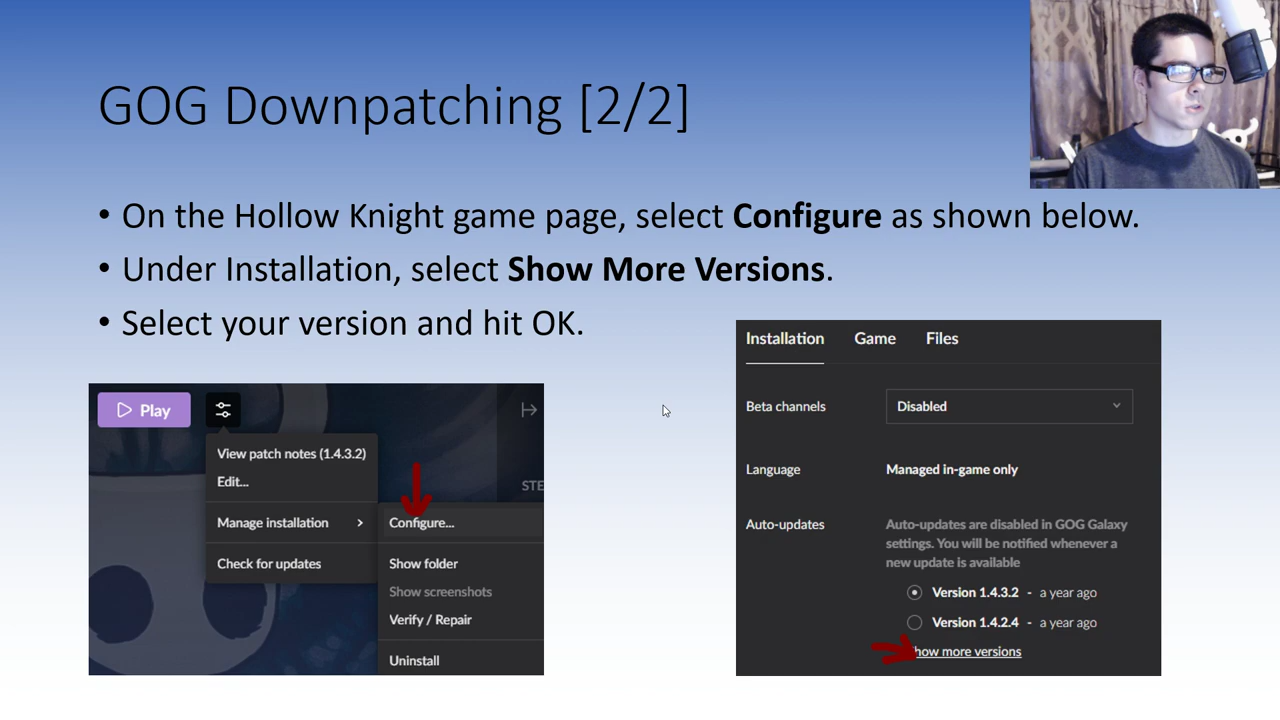 GOG Downpatching [2/2]
• On the Hollow Knight game page, select Configure as shown below.
• Under Installation, select Show More Versions.
• Select your version and hit OK.
Play
View patch notes (1.4.3.2)
Edit...
STE
Manage installation
Configure...
Check for updates
Show folder
Show screenshots
Verify / Repair
Uninstall
Installation Game Files
Beta channels Disabled
Language Managed in-game only
Auto-updates Auto-updates are disabled in GOG Galaxy
settings. You will be notified whenever a
new update is available
Version 1.4.3.2 - a year ago
Version 1.4.2.4 - a year ago
how more versions